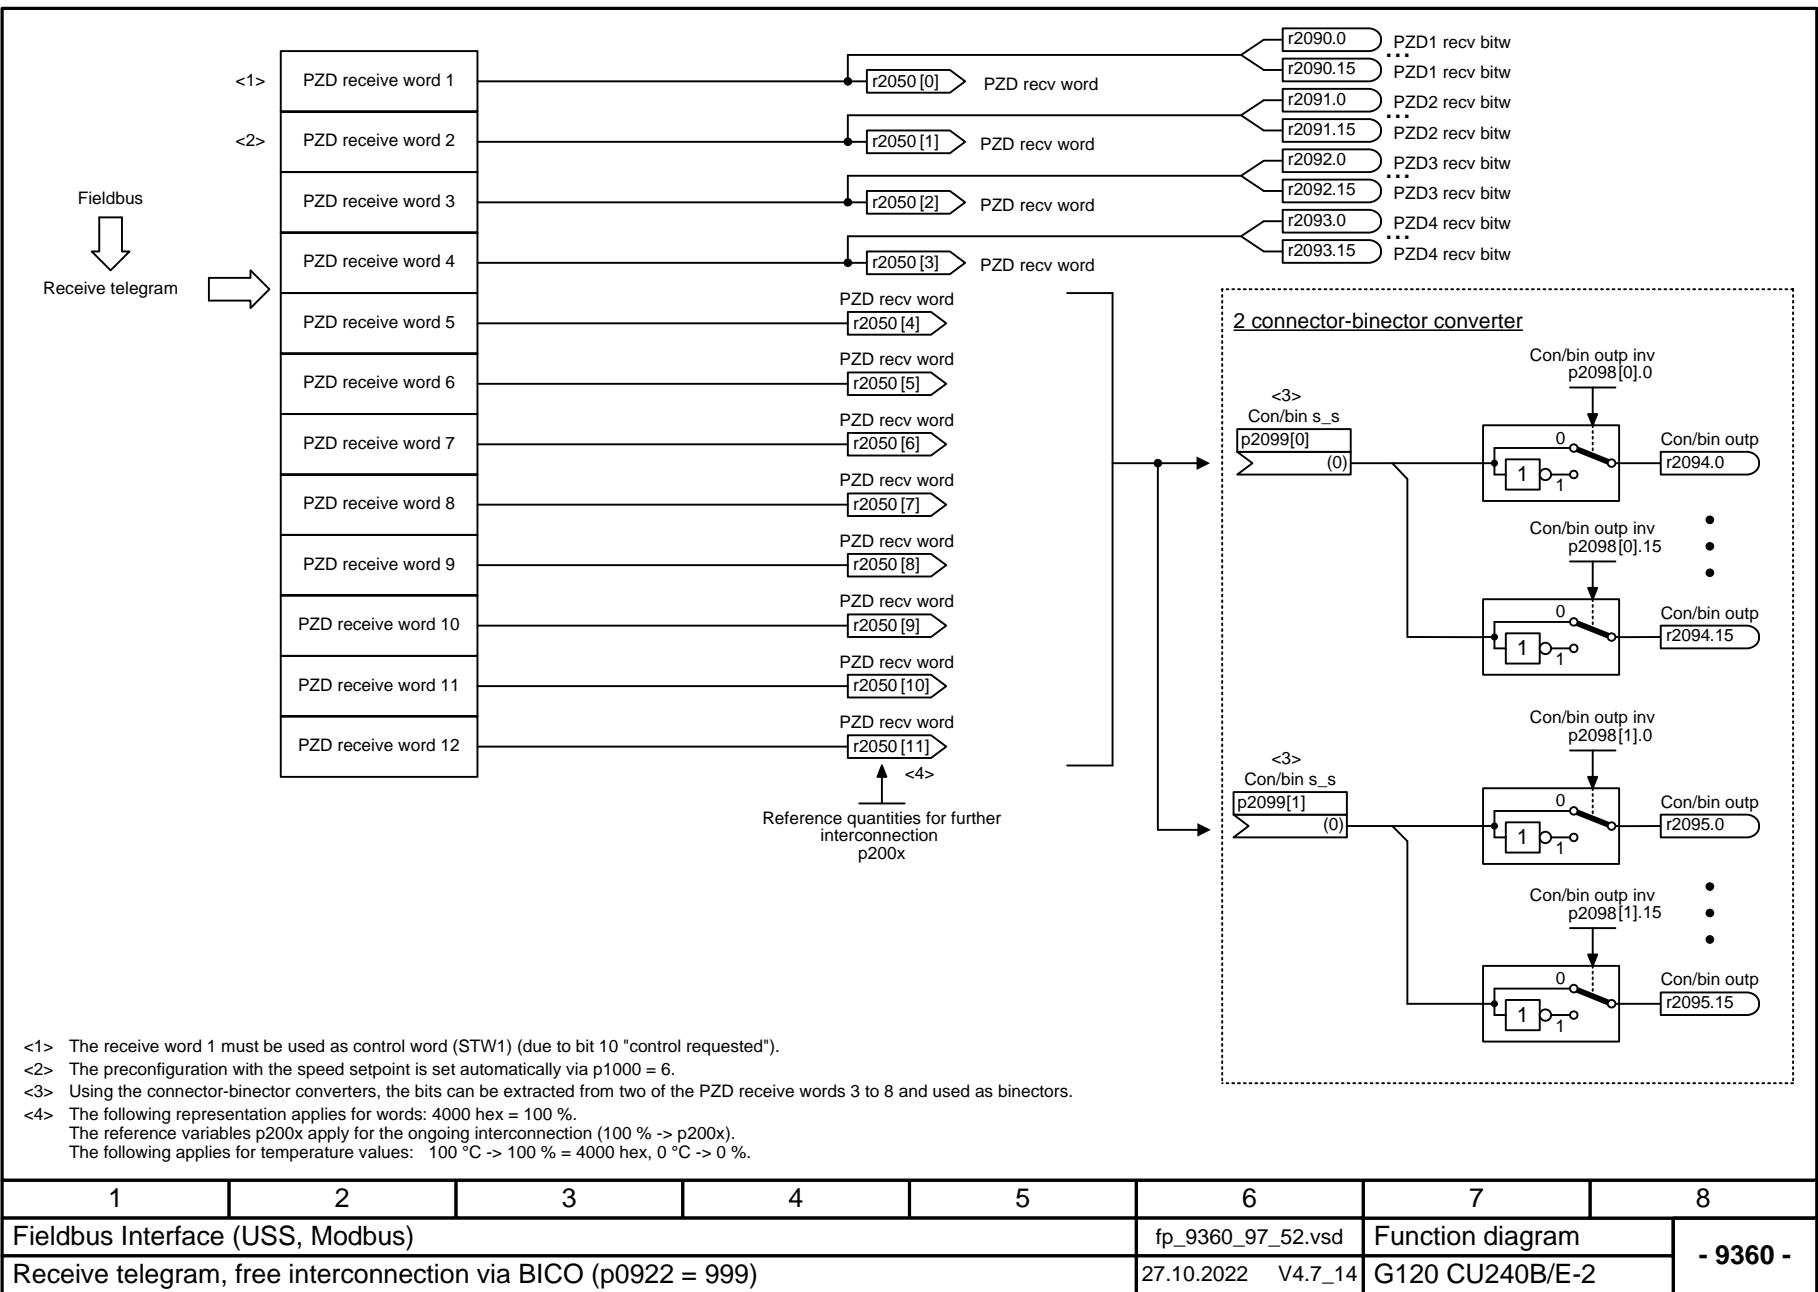 <1>
PZD receive word 1
r2050 [0]
PZD recv word
r2090.0
PZD1 recv bitw
...
r2090.15
PZD1 recv bitw
<2>
PZD receive word 2
r2050 [1]
PZD recv word
r2091.0
PZD2 recv bitw
...
r2091.15
PZD2 recv bitw
PZD receive word 3
r2050 [2]
PZD recv word
r2092.0
PZD3 recv bitw
...
r2092.15
PZD3 recv bitw
PZD receive word 4
r2050 [3]
PZD recv word
r2093.0
PZD4 recv bitw
...
r2093.15
PZD4 recv bitw
Fieldbus
Receive telegram
PZD receive word 5
PZD recv word
r2050 [4]
PZD receive word 6
PZD recv word
r2050 [5]
PZD receive word 7
PZD recv word
r2050 [6]
PZD receive word 8
PZD recv word
r2050 [7]
PZD receive word 9
PZD recv word
r2050 [8]
PZD receive word 10
PZD recv word
r2050 [9]
PZD receive word 11
PZD recv word
r2050 [10]
PZD receive word 12
PZD recv word
r2050 [11]
<4>
Reference quantities for further
interconnection
p200x
2 connector-binector converter
<3>
Con/bin s_s
p2099[0]
(0)
Con/bin outp inv
p2098[0].0
0
1
1
Con/bin outp
r2094.0
Con/bin outp inv
p2098[0].15
0
1
1
Con/bin outp
r2094.15
<3>
Con/bin s_s
p2099[1]
(0)
Con/bin outp inv
p2098[1].0
0
1
1
Con/bin outp
r2095.0
Con/bin outp inv
p2098[1].15
0
1
1
Con/bin outp
r2095.15
<1> The receive word 1 must be used as control word (STW1) (due to bit 10 "control requested").
<2> The preconfiguration with the speed setpoint is set automatically via p1000 = 6.
<3> Using the connector-binector converters, the bits can be extracted from two of the PZD receive words 3 to 8 and used as binectors.
<4> The following representation applies for words: 4000 hex = 100 %.
The reference variables p200x apply for the ongoing interconnection (100 % -> p200x).
The following applies for temperature values: 100 °C -> 100 % = 4000 hex, 0 °C -> 0 %.
1 2 3 4 5 6 7 8
Fieldbus Interface (USS, Modbus)
fp_9360_97_52.vsd
Function diagram
- 9360 -
Receive telegram, free interconnection via BICO (p0922 = 999)
27.10.2022 V4.7_14
G120 CU240B/E-2